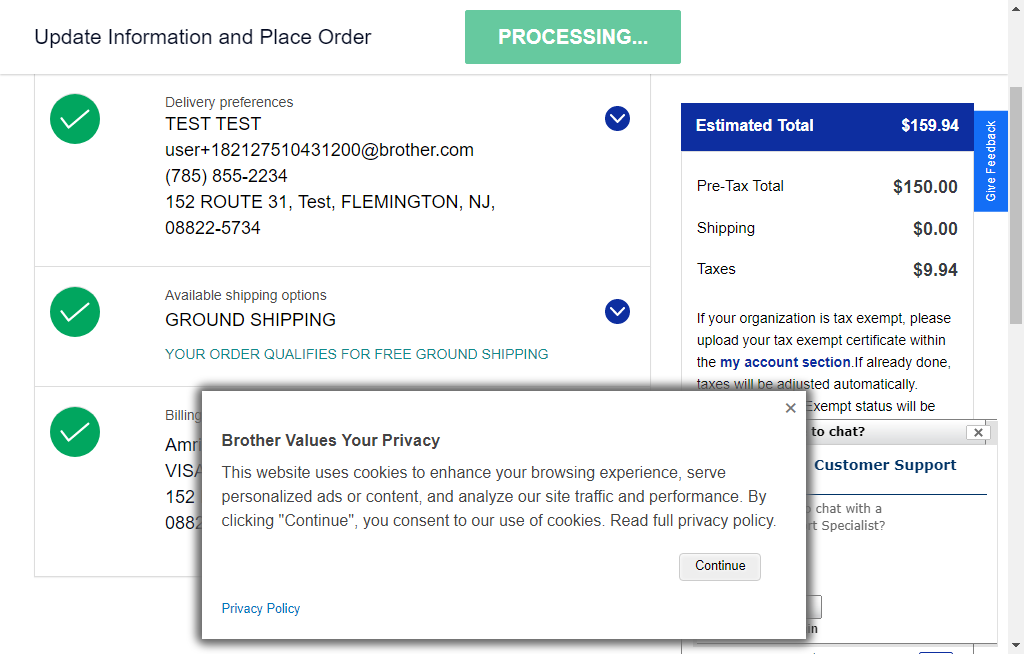 Update Information and Place Order
PROCESSING...
Delivery preferences
TEST TEST
user+182127510431200@brother.com
(785) 855-2234
152 ROUTE 31, Test, FLEMINGTON, NJ,
08822-5734
Available shipping options
GROUND SHIPPING
YOUR ORDER QUALIFIES FOR FREE GROUND SHIPPING
Billing
152
Estimated Total $159.94
Pre-Tax Total $150.00
Shipping $0.00
Taxes $9.94
If your organization is tax exempt, please
upload your tax exempt certificate within
the my account section.If already done,
taxes will be adjusted automatically.
Exempt status will be
Give Feedback
to chat?
Customer Support
chat with a
Specialist?
Brother Values Your Privacy
This website uses cookies to enhance your browsing experience, serve
personalized ads or content, and analyze our site traffic and performance. By
clicking "Continue", you consent to our use of cookies. Read full privacy policy.
Continue
Privacy Policy